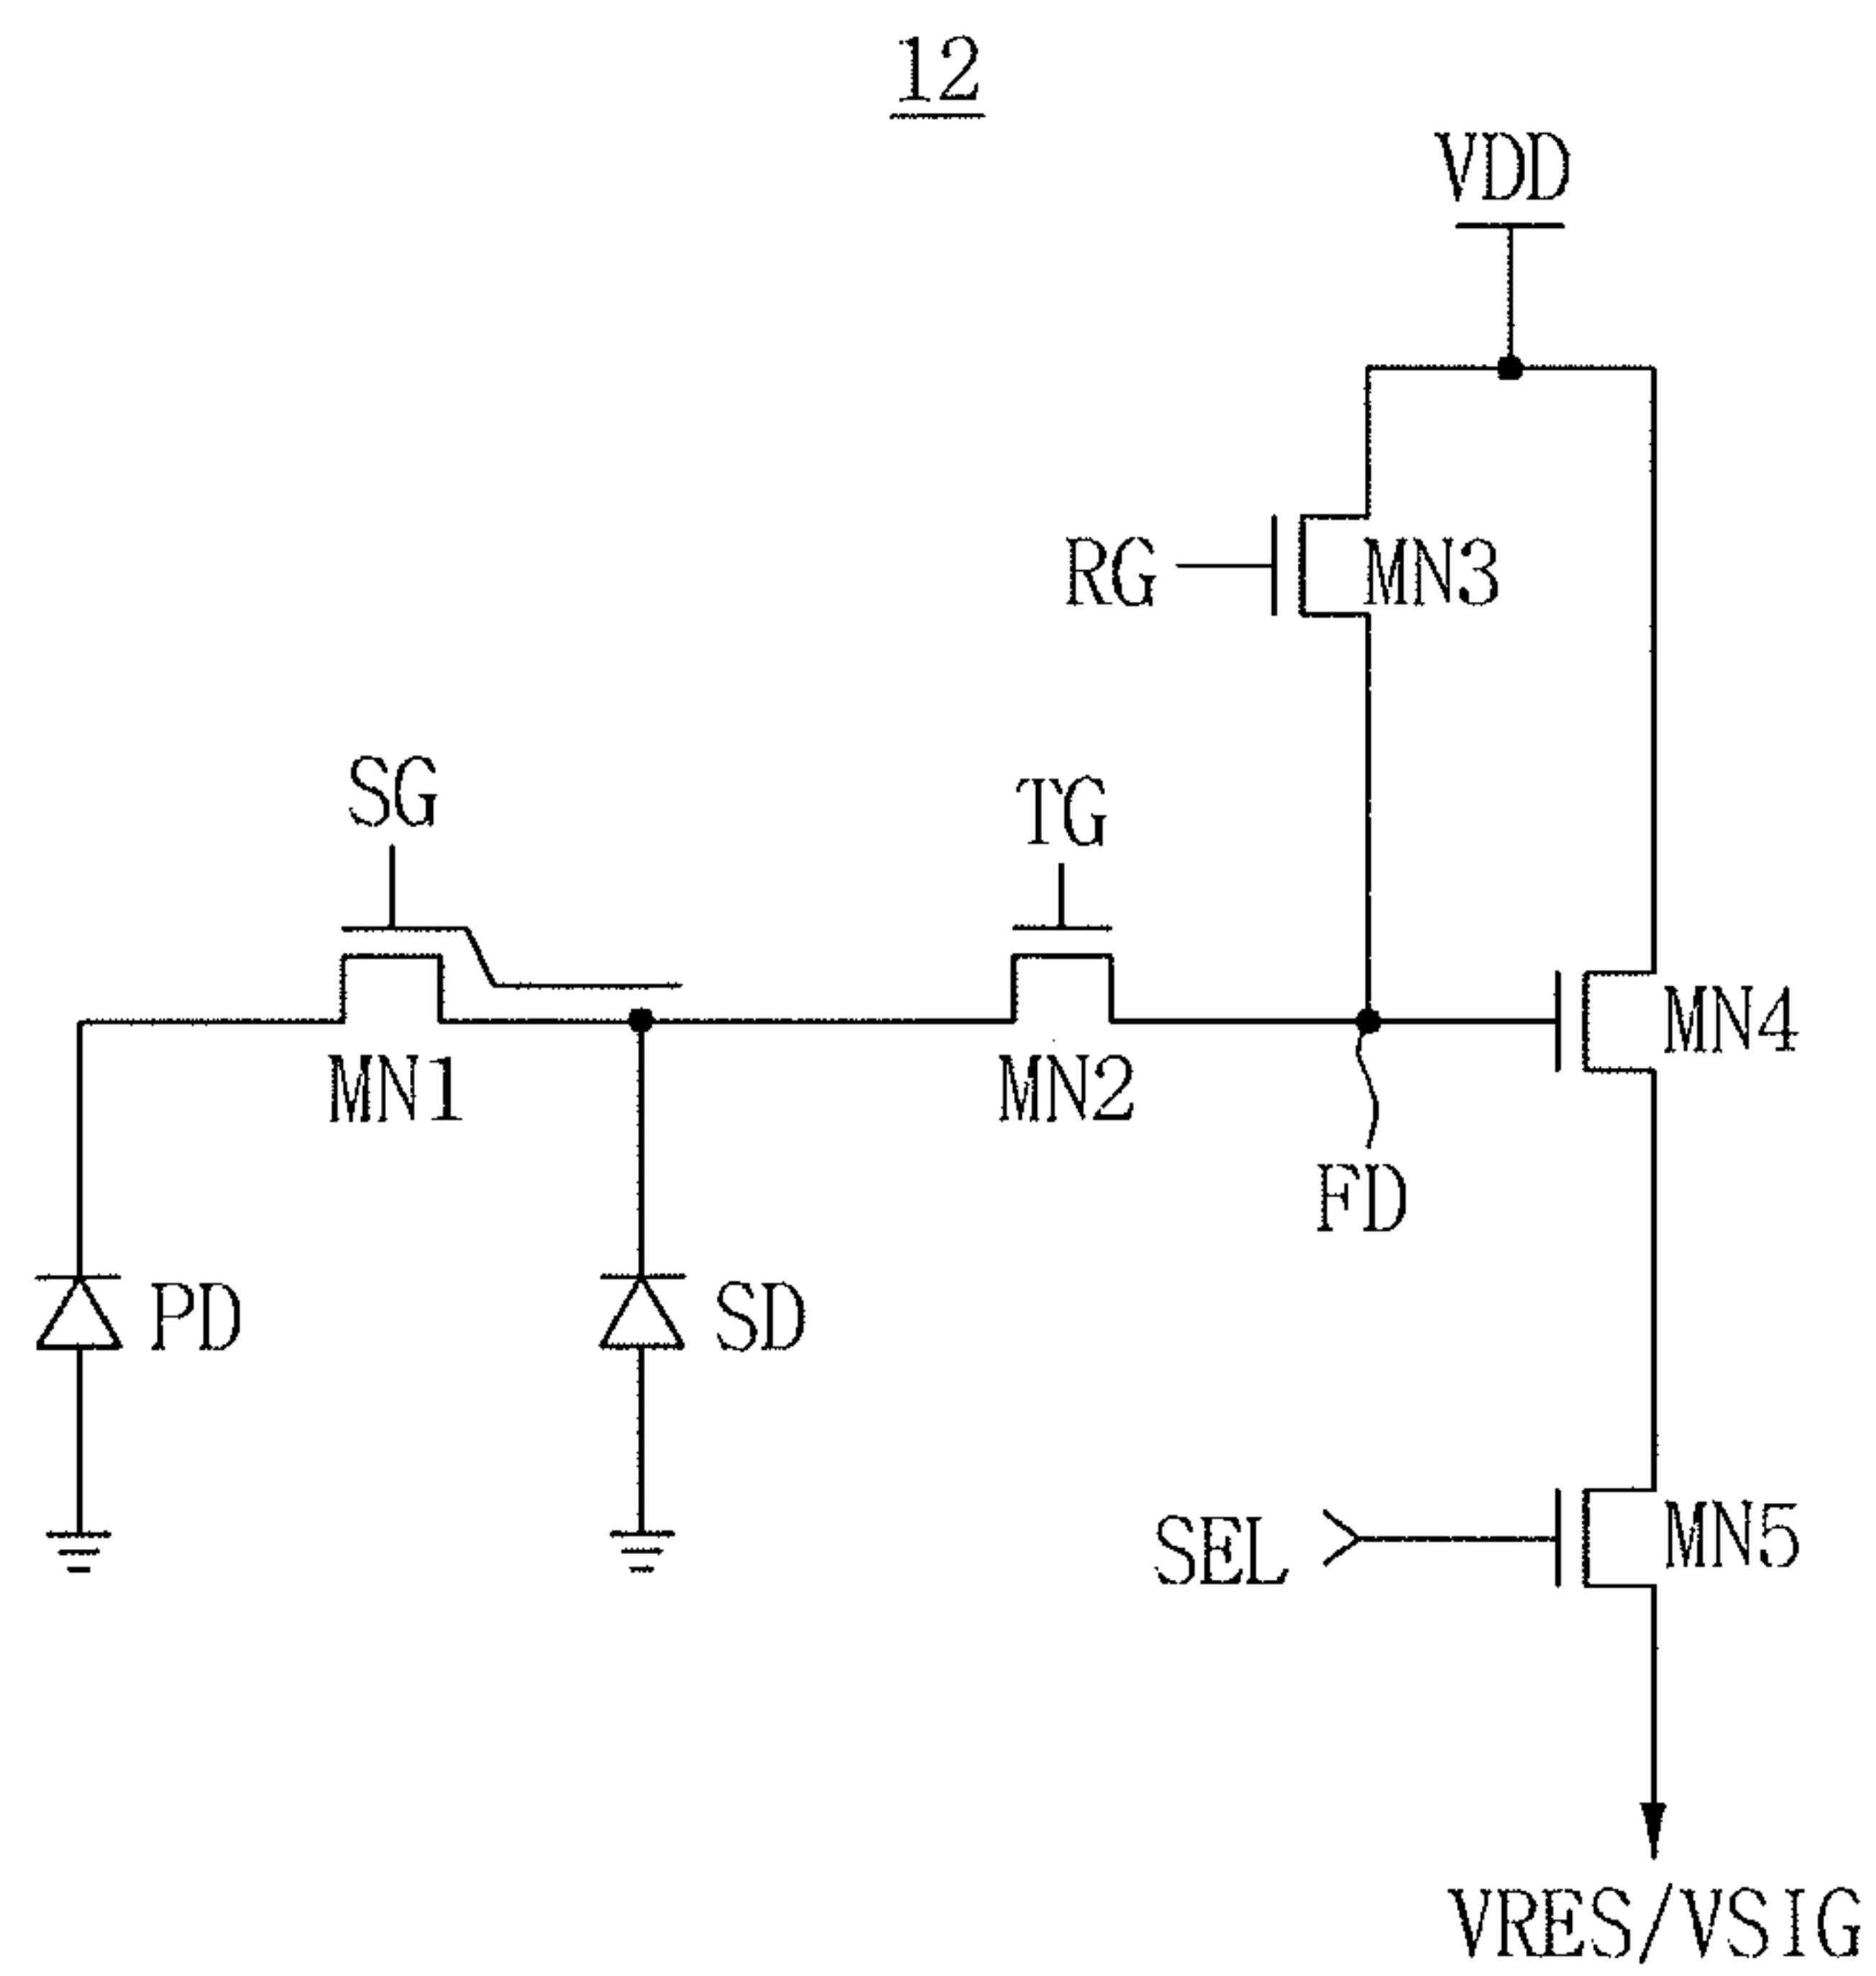 12
VDD
RG
MN3
SG
TG
MN4
MN1
MN2
FD
PD
SD
SEL
MN5
VRES/VSIG